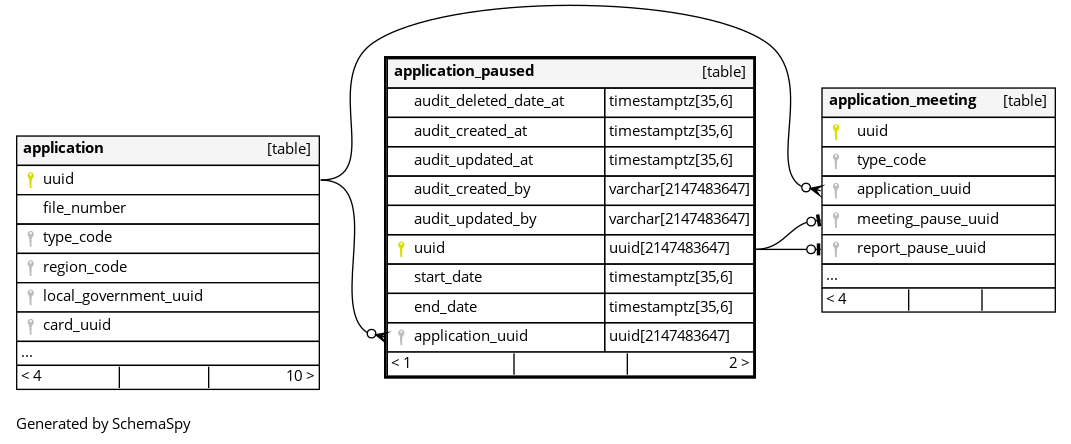 application [table]
uuid
file_number
type_code
region_code
local_government_uuid
card_uuid
...
< 4 10 >
application_paused [table]
audit_deleted_date_at timestamptz[35,6]
audit_created_at timestamptz[35,6]
audit_updated_at timestamptz[35,6]
audit_created_by varchar[2147483647]
audit_updated_by varchar[2147483647]
uuid uuid[2147483647]
start_date timestamptz[35,6]
end_date timestamptz[35,6]
application_uuid uuid[2147483647]
< 1 2 >
application_meeting [table]
uuid
type_code
application_uuid
meeting_pause_uuid
report_pause_uuid
...
< 4
Generated by SchemaSpy